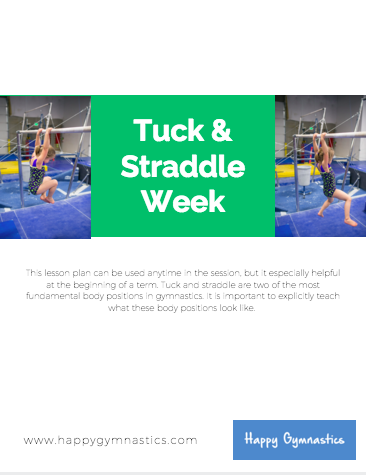 Tuck &
Straddle
Week
This lesson plan can be used anytime in the session, but it especially helpful
at the beginning of a term. Tuck and straddle are two of the most
fundamental body positions in gymnastics. It is important to explicitly teach
what these body positions look like.
www.happygymnastics.com
Happy Gymnastics